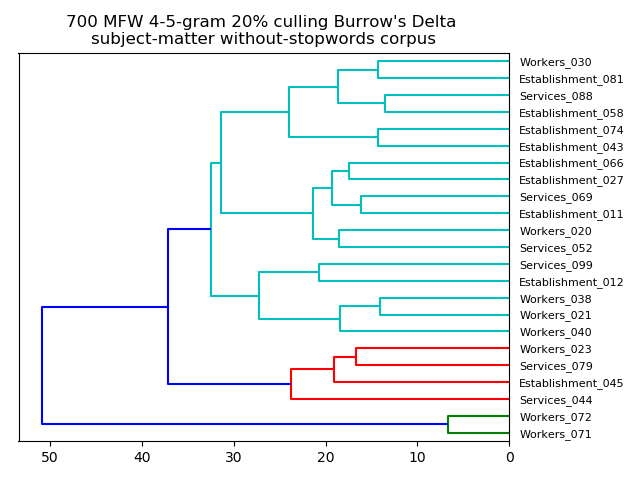 700 MFW 4-5-gram 20% culling Burrow's Delta
subject-matter without-stopwords corpus
Workers_030
Establishment_081
Services_088
Establishment_058
Establishment_074
Establishment_043
Establishment_066
Establishment_027
Services_069
Establishment_011
Workers_020
Services_052
Services_099
Establishment_012
Workers_038
Workers_021
Workers_040
Workers_023
Services_079
Establishment_045
Services_044
Workers_072
Workers_071
50 40 30 20 10 0